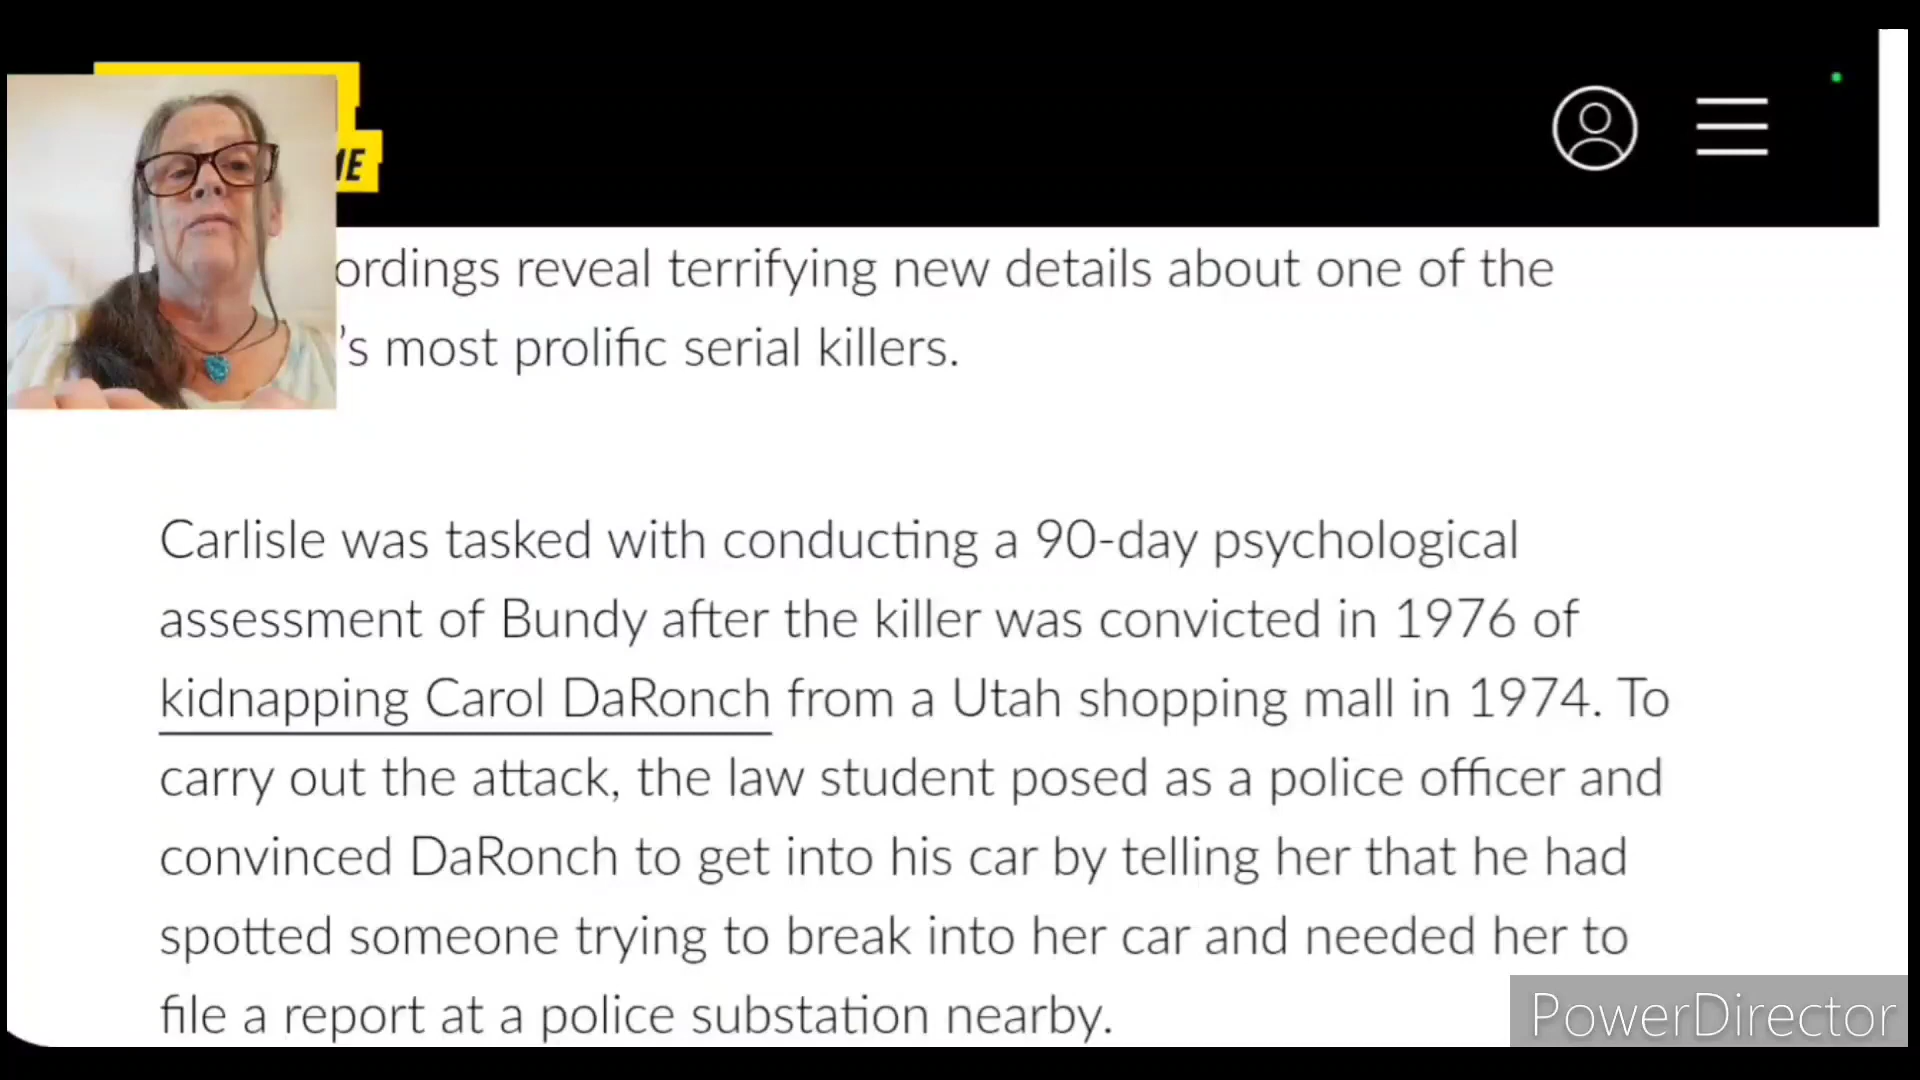 ME
ordings reveal terrifying new details about one of the
's most prolific serial killers.
Carlisle was tasked with conducting a 90-day psychological
assessment of Bundy after the killer was convicted in 1976 of
kidnapping Carol DaRonch from a Utah shopping mall in 1974. To
carry out the attack, the law student posed as a police officer and
convinced DaRonch to get into his car by telling her that he had
spotted someone trying to break into her car and needed her to
file a report at a police substation nearby.
PowerDirector